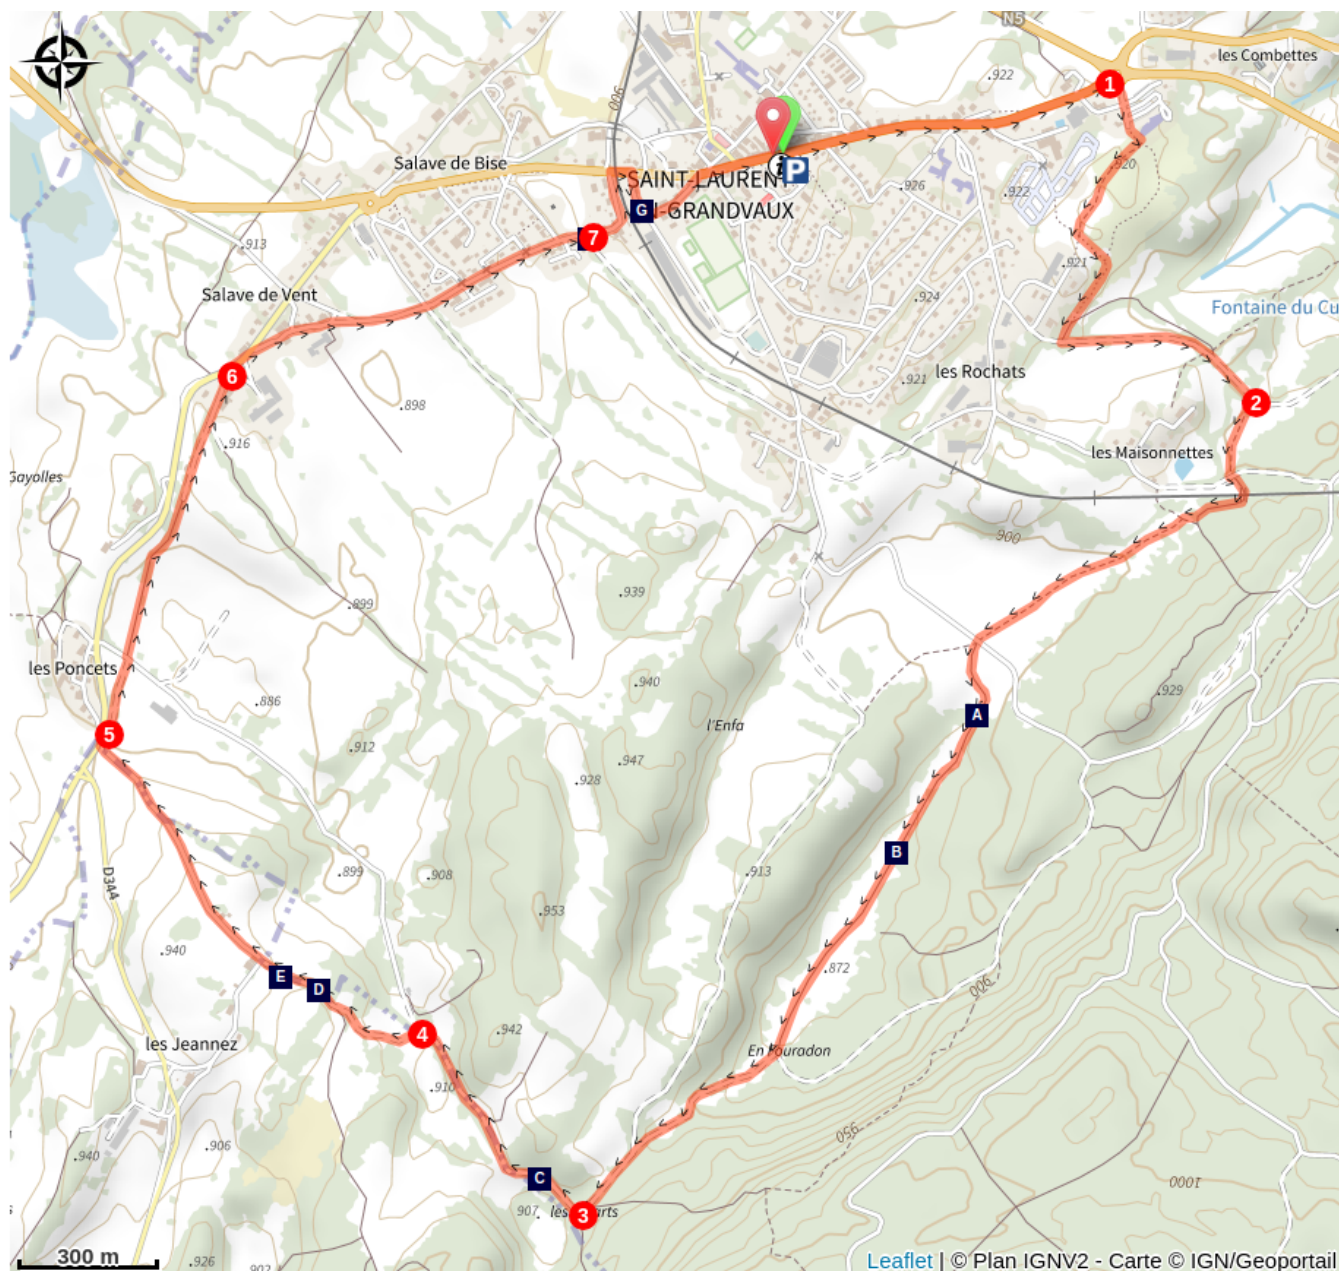 N5
les Combettes
.922
1
900
Salave de Bise
P
SAINT-LAURENT
-GRANDVAUX
.920
.926
.922
G
7
.913
.921
Salave de Vent
.924
Fontaine du Cu
6
les Rochats
.921
.898
2
.916
les Maisonnettes
Gayolles
900
.939
.899
les Poncets
.940
.929
.886
A
l'Enfa
5
.912
.947
.928
B
D344
.899
.908
.913
.953
.940
.872
E
D
900
4
.942
les Jeannez
En Fouradon
.910
950
.906
.940
C
1000
.907
les
arts
3
300 m
.926
902
Leaflet | © Plan IGNV2 - Carte © IGN/Geoportail